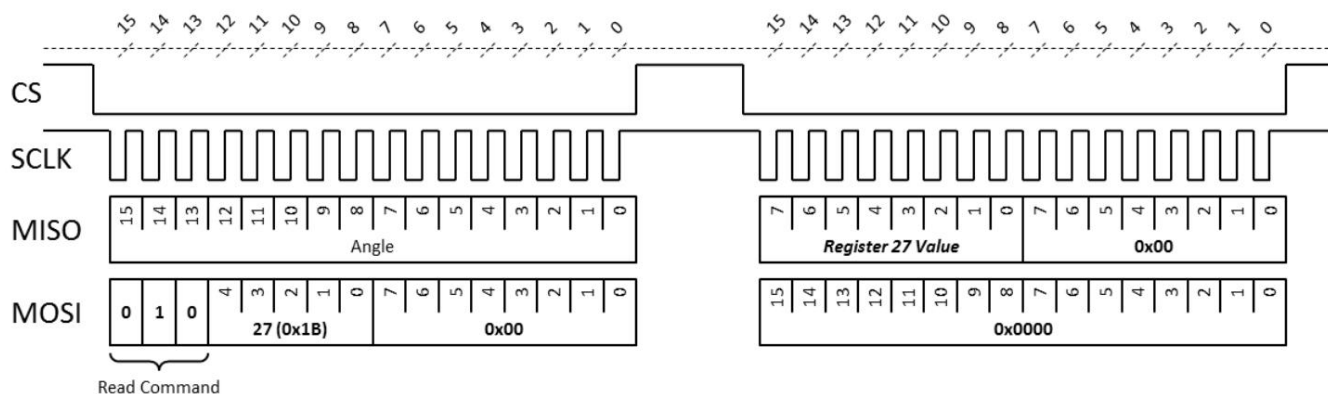 15 14 13 12 11 10 9 8 7 6 5 4 3 2 1 0 15 14 13 12 11 10 9 8 7 6 5 4 3 2 1 0
CS
SCLK
MISO 15 14 13 12 11 10 9 8 7 6 5 4 3 2 1 0 7 6 5 4 3 2 1 0 7 6 5 4 3 2 1 0
Angle Register 27 Value 0x00
MOSI 0 1 0 4 3 2 1 0 7 6 5 4 3 2 1 0 15 14 13 12 11 10 9 8 7 6 5 4 3 2 1 0
27 (0x1B) 0x00 0x0000
Read Command